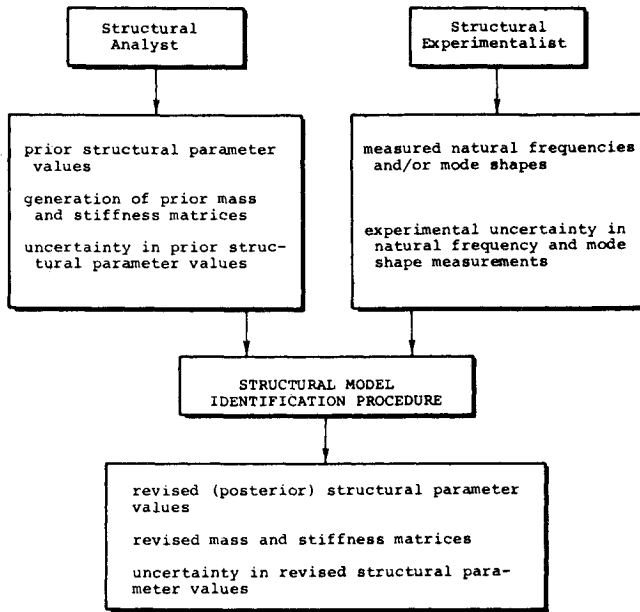 Structural
Analyst
Structural
Experimentalist
prior structural parameter
values
generation of prior mass
and stiffness matrices
uncertainty in prior struc-
tural parameter values
measured natural frequencies
and/or mode shapes
experimental uncertainty in
natural frequency and mode
shape measurements
STRUCTURAL MODEL
IDENTIFICATION PROCEDURE
revised (posterior) structural parameter
values
revised mass and stiffness matrices
uncertainty in revised structural para-
meter values